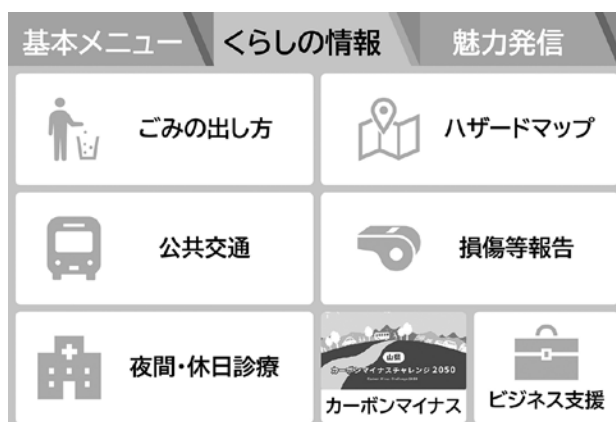 基本メニュー
くらしの情報
魅力発信
ごみの出し方
ハザードマップ
公共交通
損傷等報告
夜間・休日診療
カーボンマイナスチャレンジ2050
カーボンマイナス
ビジネス支援